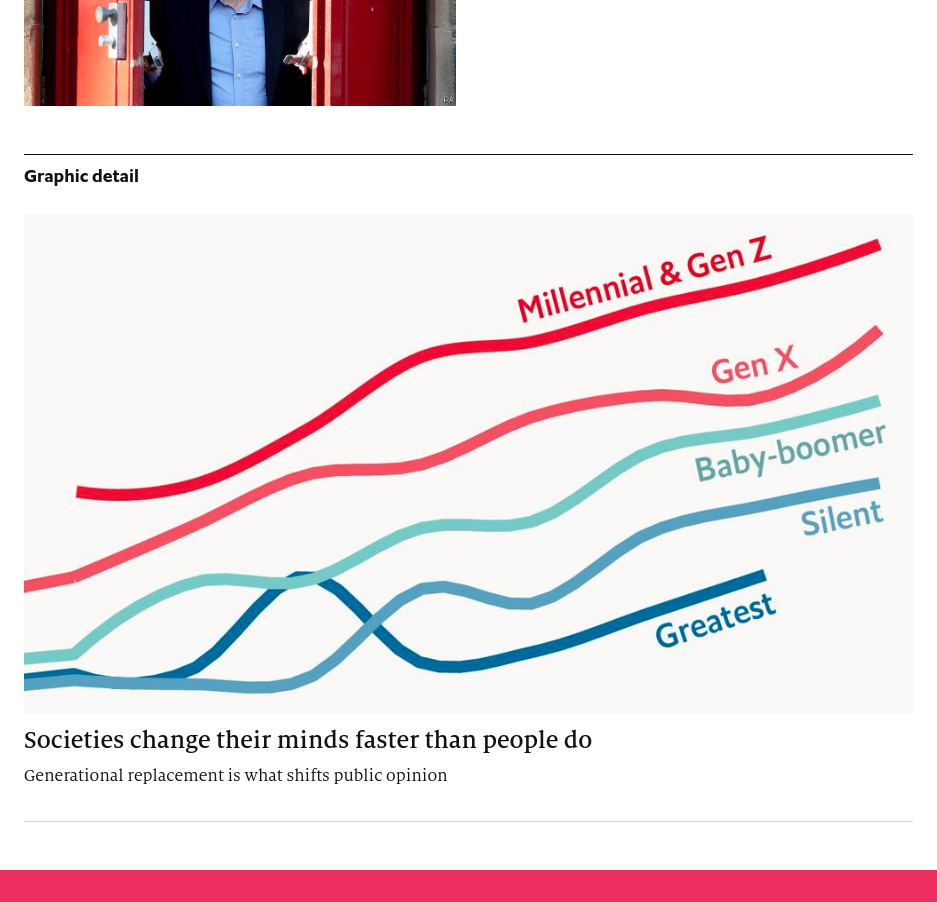 PA
Graphic detail
Millennial & Gen Z
Gen X
Baby-boomer
Silent
Greatest
Societies change their minds faster than people do
Generational replacement is what shifts public opinion